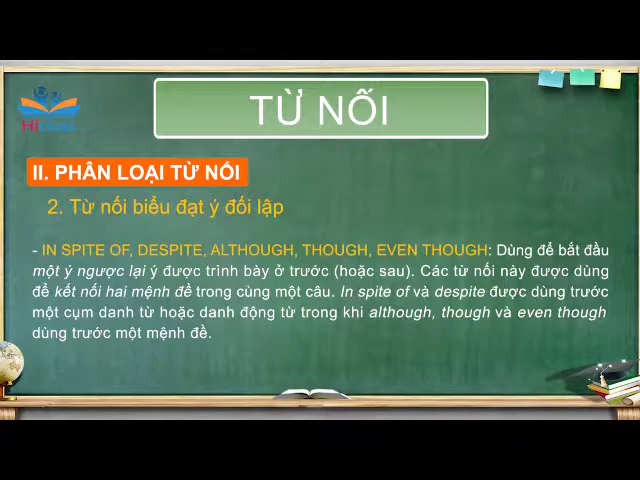 TỪ NỐI
II. PHÂN LOẠI TỪ NỐI
2. Từ nối biểu đạt ý đối lập
- IN SPITE OF, DESPITE, ALTHOUGH, THOUGH, EVEN THOUGH: Dùng để bắt đầu
một ý ngược lại ý được trình bày ở trước (hoặc sau). Các từ nối này được dùng
để kết nối hai mệnh đề trong cùng một câu. In spite of và despite được dùng trước
một cụm danh từ hoặc danh động từ trong khi although, though và even though
dùng trước một mệnh đề.